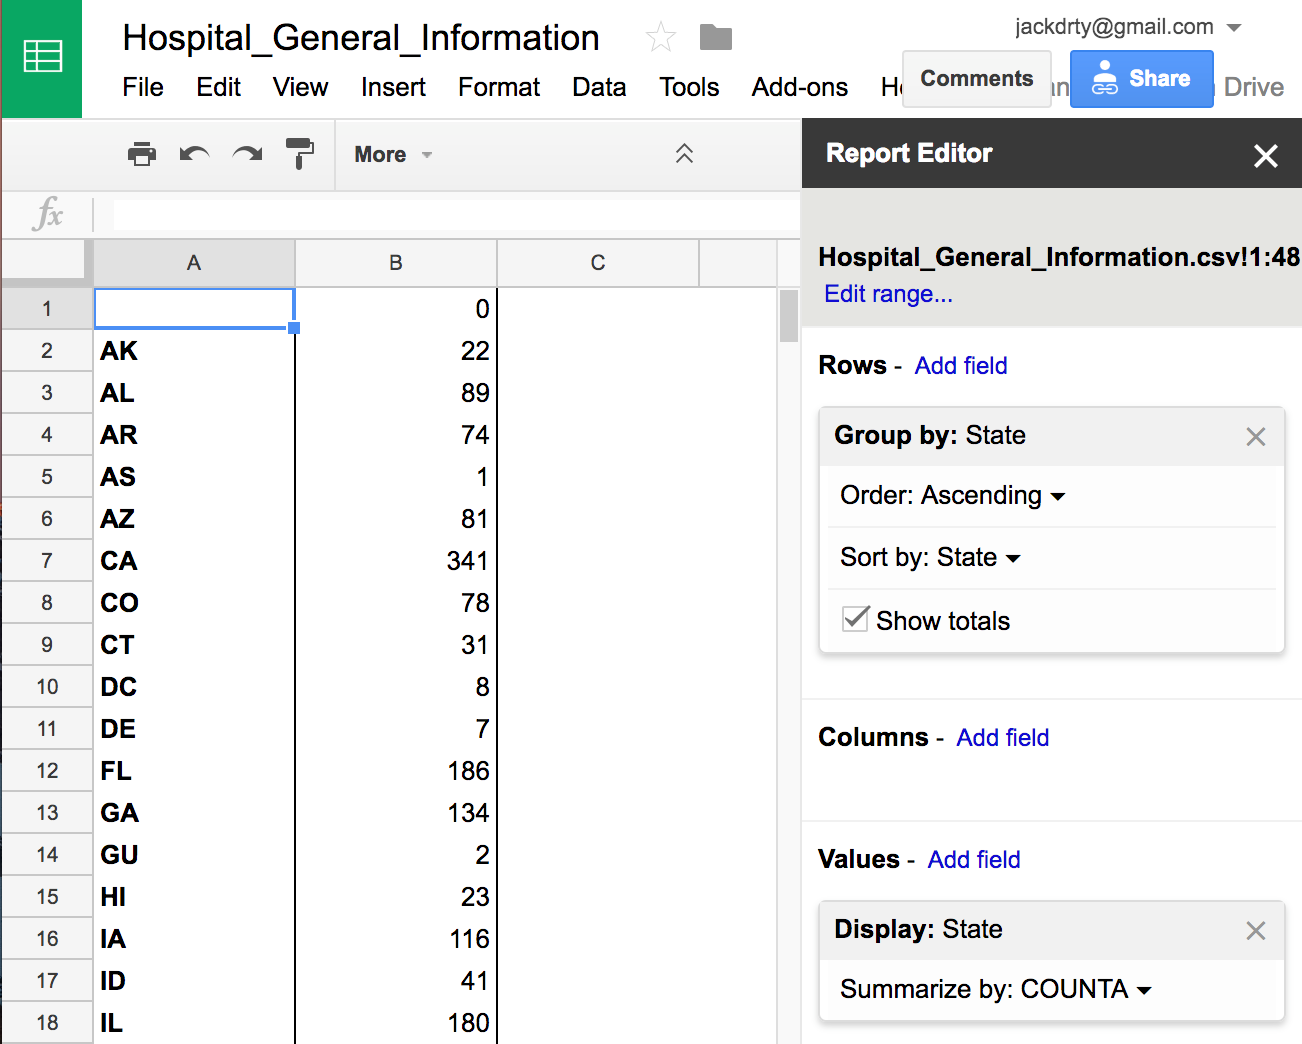 Hospital_General_Information
jackdrty@gmail.com
File Edit View Insert Format Data Tools Add-ons
Comments
Share
Drive
More
Report Editor
fx
Hospital_General_Information.csv!1:48
Edit range...
A B C
1 0
2 AK 22
3 AL 89
4 AR 74
5 AS 1
6 AZ 81
7 CA 341
8 CO 78
9 CT 31
10 DC 8
11 DE 7
12 FL 186
13 GA 134
14 GU 2
15 HI 23
16 IA 116
17 ID 41
18 IL 180
Rows - Add field
Group by: State
Order: Ascending
Sort by: State
Show totals
Columns - Add field
Values - Add field
Display: State
Summarize by: COUNTA